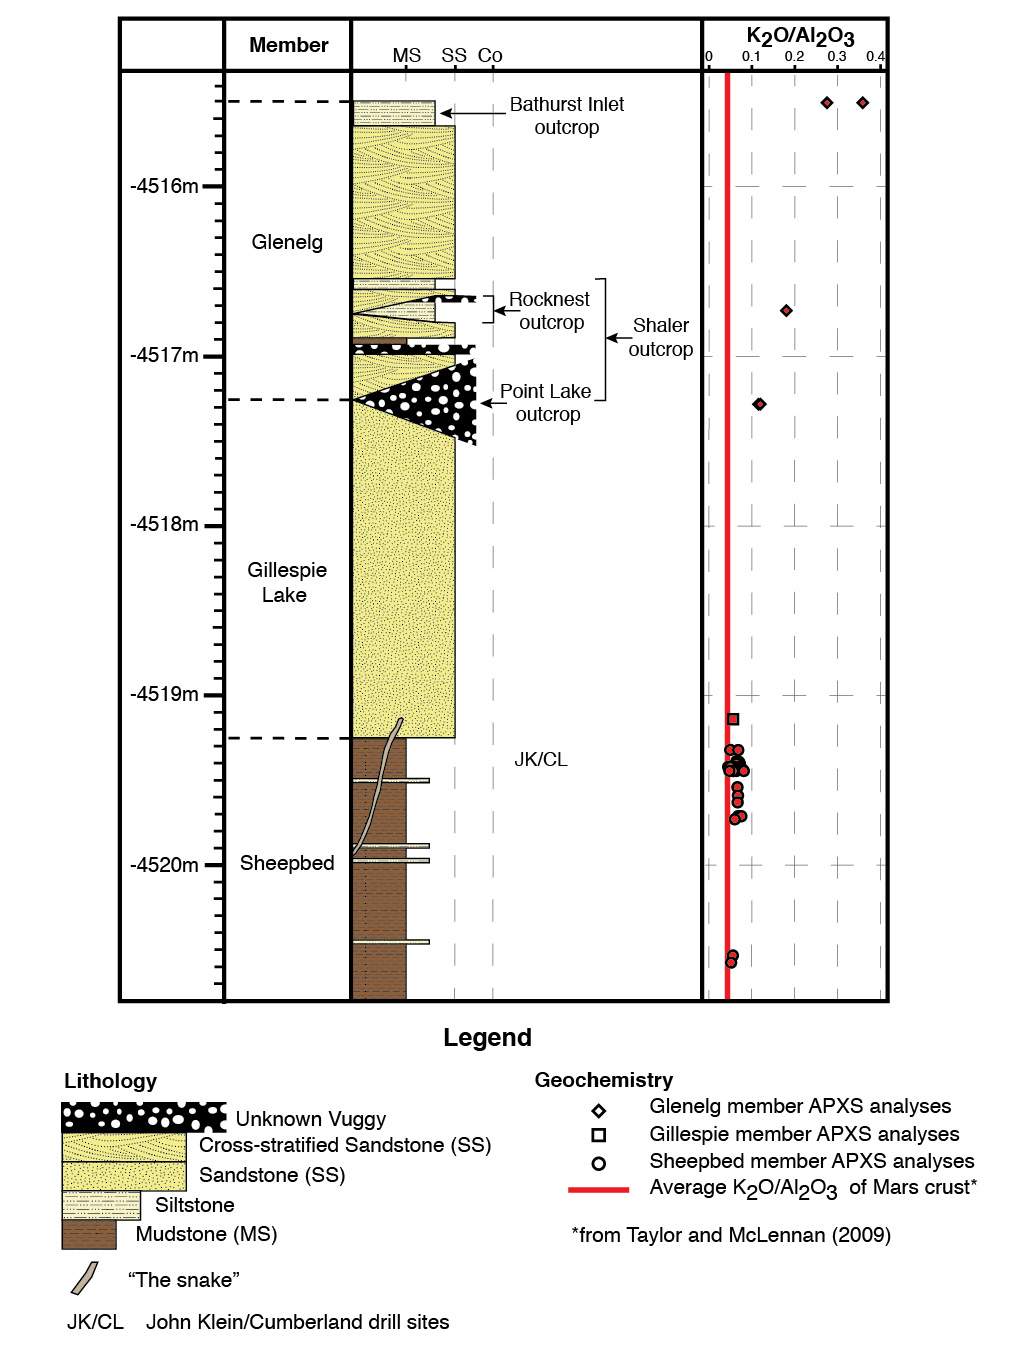 Member
MS SS Co
K2O/Al2O3
0 0.1 0.2 0.3 0.4
Bathurst Inlet
outcrop
-4516m
Glenelg
Rocknest
outcrop
Shaler
outcrop
-4517m
Point Lake
outcrop
-4518m
Gillespie
Lake
-4519m
JK/CL
Sheepbed
-4520m
Legend
Lithology
Unknown Vuggy
Cross-stratified Sandstone (SS)
Sandstone (SS)
Siltstone
Mudstone (MS)
“The snake”
JK/CL John Klein/Cumberland drill sites
Geochemistry
Glenelg member APXS analyses
Gillespie member APXS analyses
Sheepbed member APXS analyses
Average K2O/Al2O3 of Mars crust*
*from Taylor and McLennan (2009)